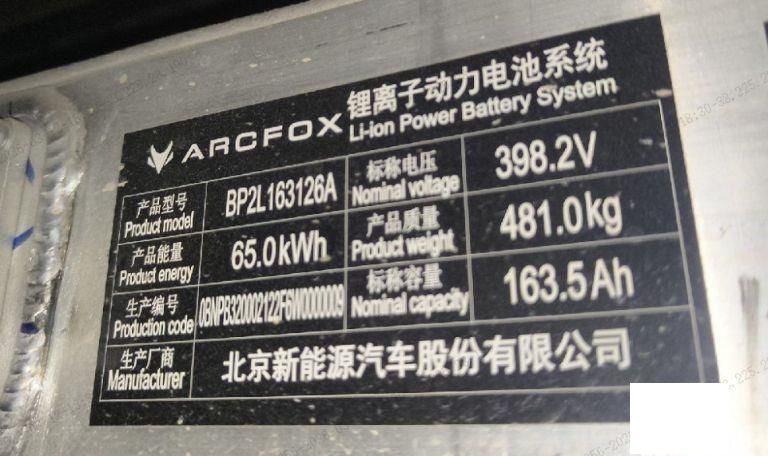 ARCFOX 锂离子动力电池系统
Li-Ion Power Battery System
产品型号 BP2L163126A 标称电压 398.2V
Product model Nominal voltage
产品能量 65.0kWh 产品质量 481.0kg
Product energy Product weight
生产编号 0BNPB320002122F6W0000009 标称容量 163.5Ah
Production code Nominal capacity
生产厂商 北京新能源汽车股份有限公司
Manufacturer